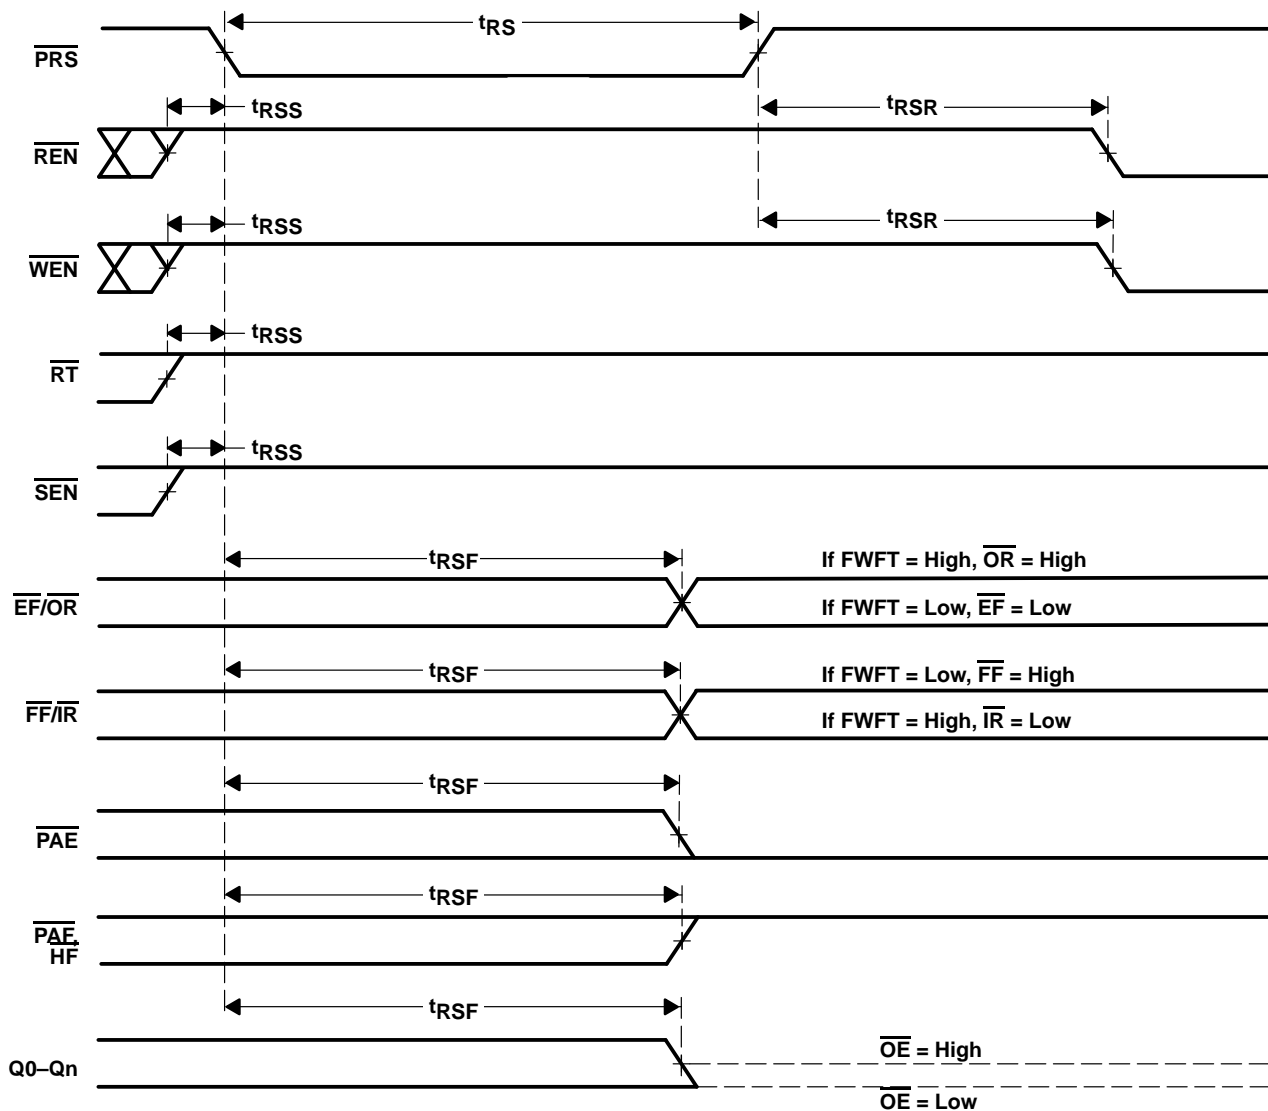 tRS
PRS
tRSS
tRSR
REN
tRSS
tRSR
WEN
tRSS
RT
tRSS
SEN
tRSF
If FWFT = High, OR = High
EF/OR
If FWFT = Low, EF = Low
tRSF
If FWFT = Low, FF = High
FF/IR
If FWFT = High, IR = Low
tRSF
PAE
tRSF
PAF,
HF
tRSF
OE = High
Q0–Qn
OE = Low